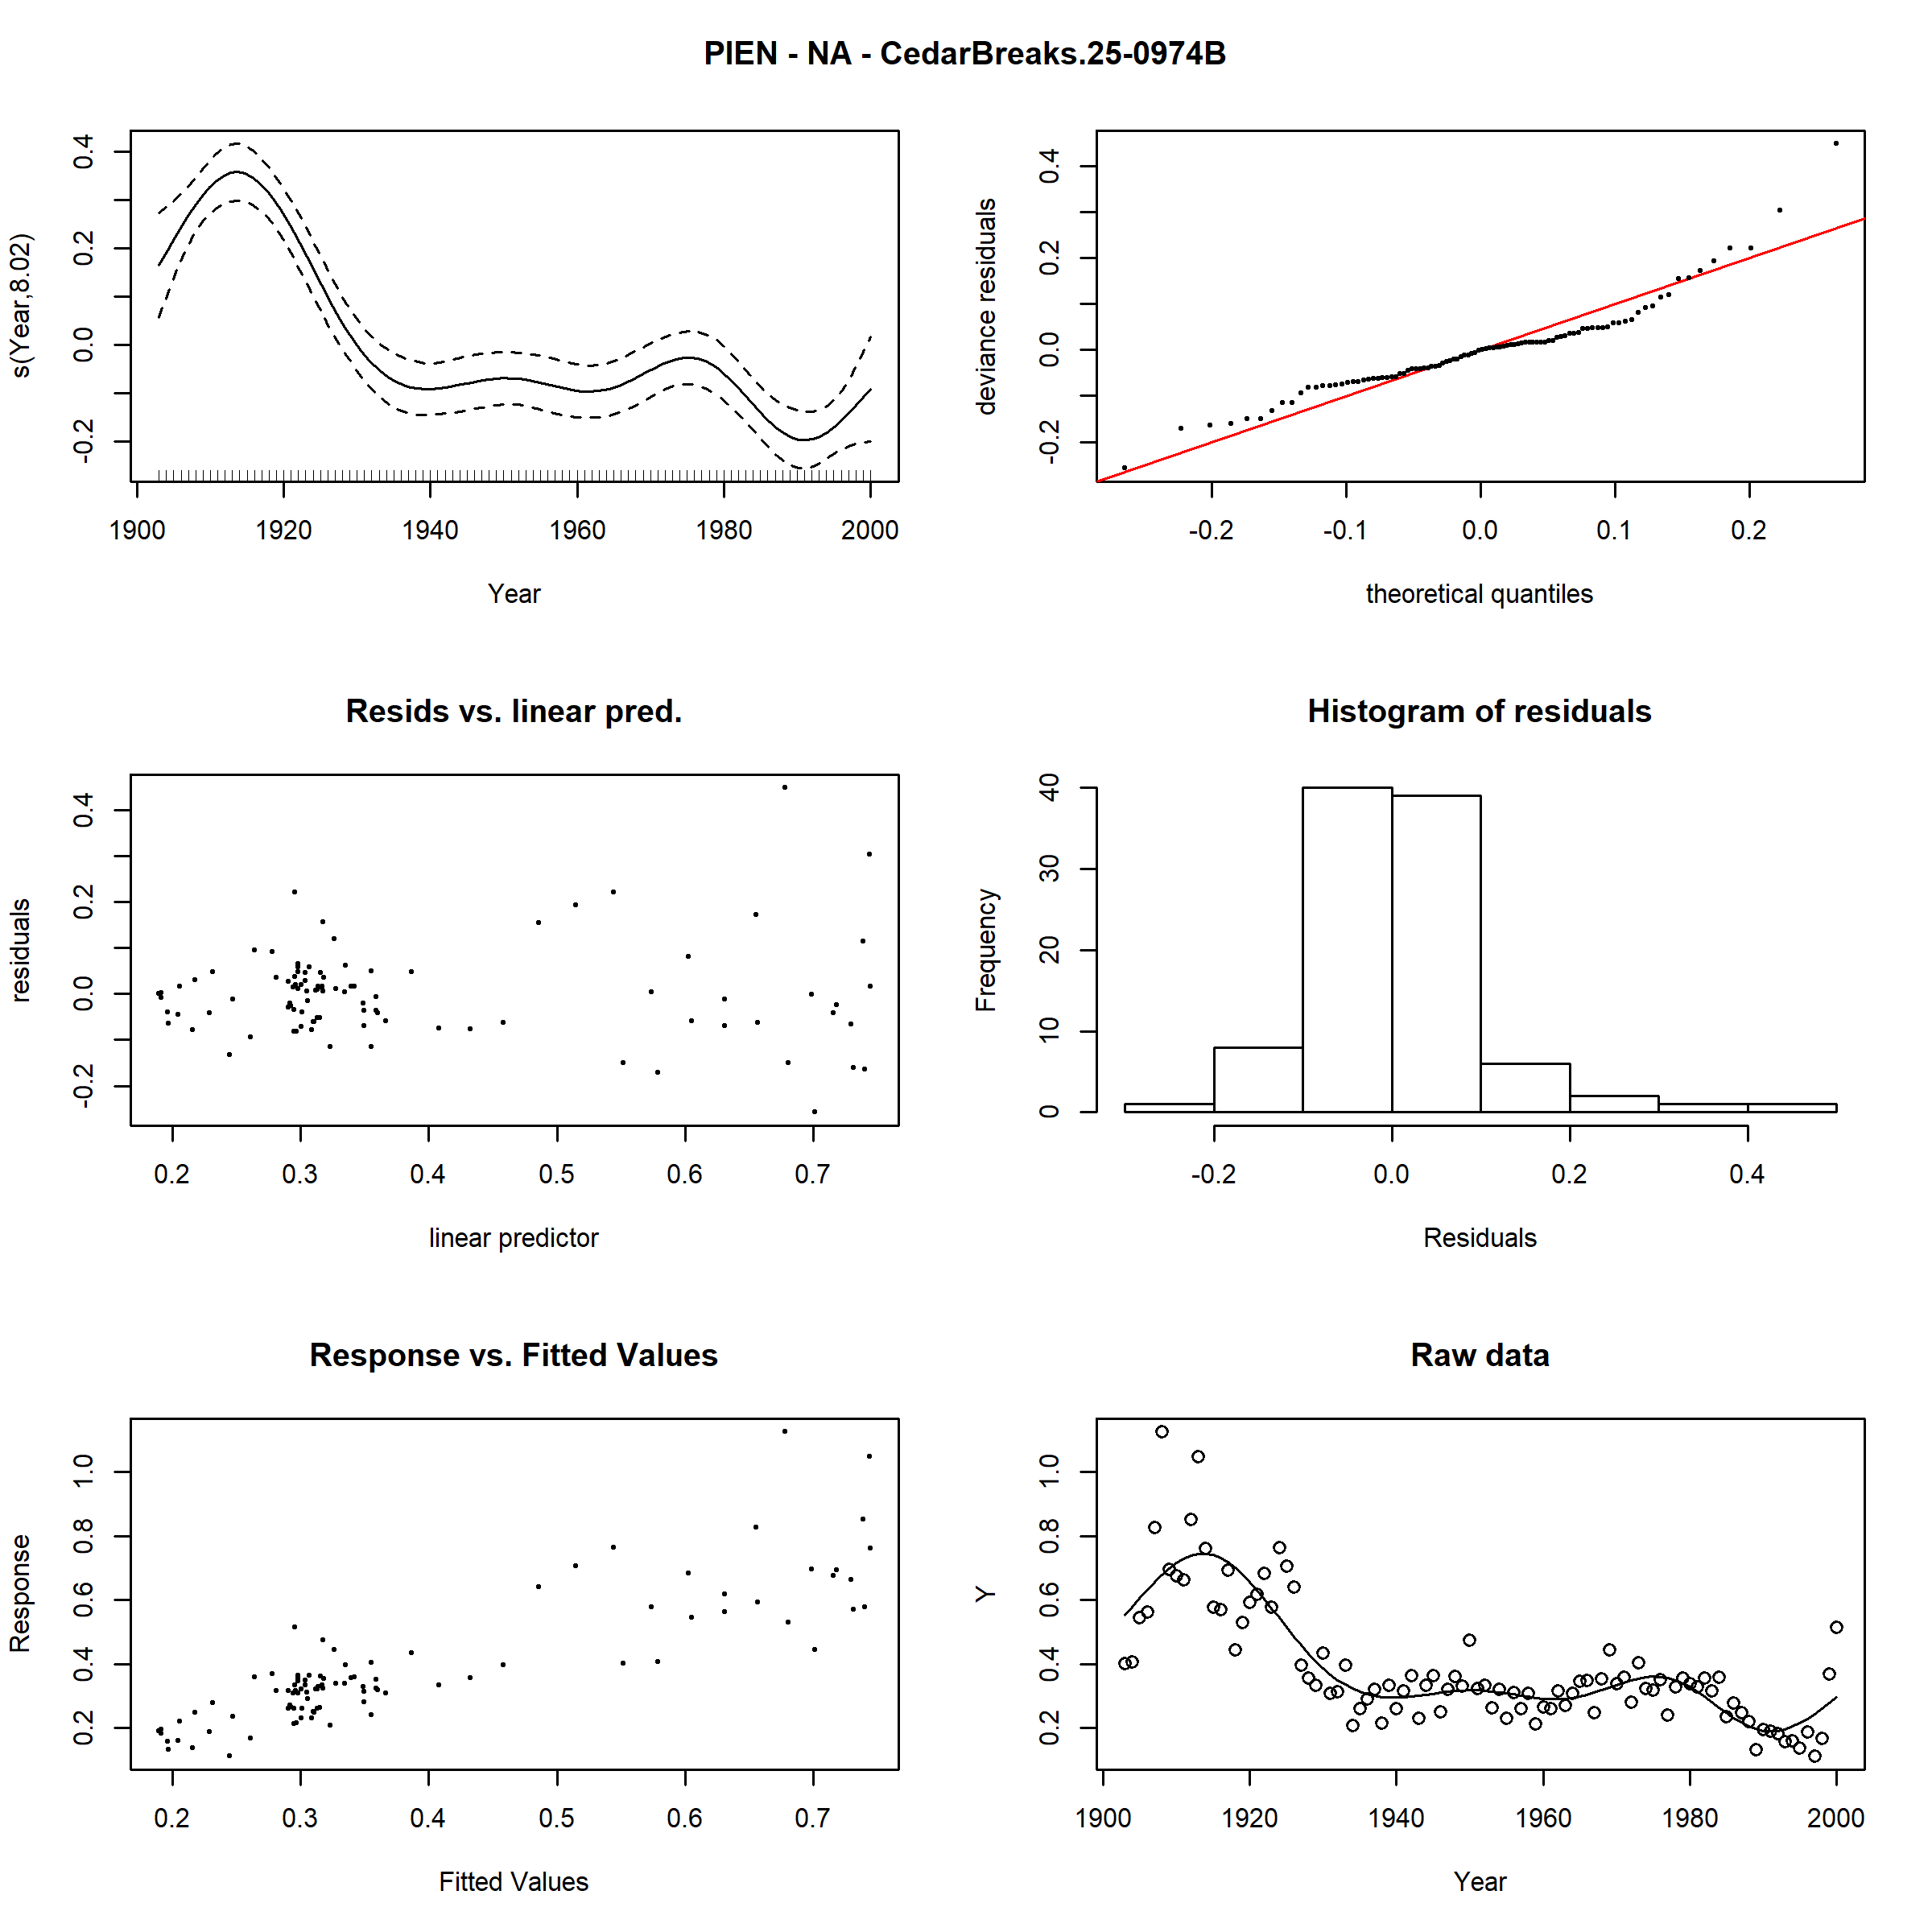 PIEN - NA - CedarBreaks.25-0974B
s(Year,8.02)
-0.2 0.0 0.2 0.4
1900 1920 1940 1960 1980 2000
Year
deviance residuals
-0.2 0.0 0.2 0.4
-0.2 -0.1 0.0 0.1 0.2
theoretical quantiles
Resids vs. linear pred.
residuals
-0.2 0.0 0.2 0.4
0.2 0.3 0.4 0.5 0.6 0.7
linear predictor
Histogram of residuals
Frequency
0 10 20 30 40
-0.2 0.0 0.2 0.4
Residuals
Response vs. Fitted Values
Response
0.2 0.4 0.6 0.8 1.0
0.2 0.3 0.4 0.5 0.6 0.7
Fitted Values
Raw data
Y
0.2 0.4 0.6 0.8 1.0
1900 1920 1940 1960 1980 2000
Year